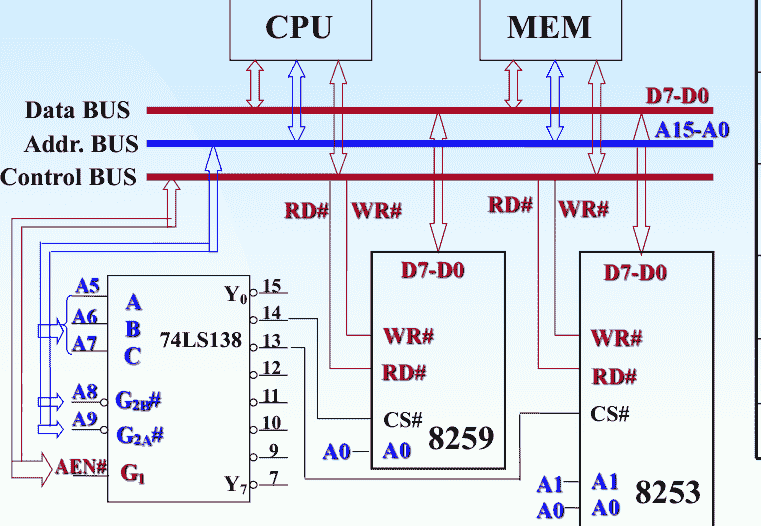 CPU
MEM
Data BUS
D7-D0
Addr. BUS
A15-A0
Control BUS
RD#
WR#
RD#
WR#
A5
A6
A7
A8
A9
AEN#
A
B
C
G2B#
G2A#
G1
74LS138
Y0
Y7
15
14
13
12
11
10
9
7
D7-D0
WR#
RD#
CS#
8259
A0
A0
D7-D0
WR#
RD#
CS#
8253
A1
A1
A0
A0